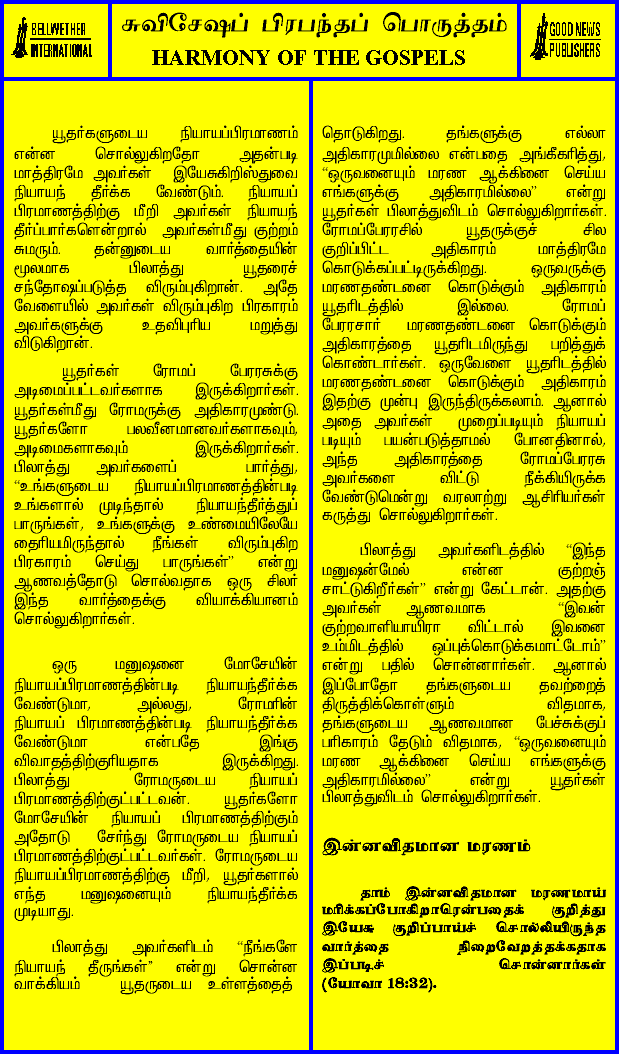 BELLWETHER
INTERNATIONAL
சுவிசேஷப் பிரபந்தப் பொருத்தம்
HARMONY OF THE GOSPELS
GOOD NEWS
PUBLISHERS
யூதர்களுடைய நியாயப்பிரமாணம்
என்ன சொல்லுகிறதோ அதன்படி
மாத்திரமே அவர்கள் இயேசுகிறிஸ்துவை
நியாயந் தீர்க்க வேண்டும். நியாயப்
பிரமாணத்திற்கு மீறி அவர்கள் நியாயந்
தீர்ப்பார்களென்றால் அவர்கள்மீது குற்றம்
சுமரும். தன்னுடைய வார்த்தையின்
மூலமாக பிலாத்து யூதரைச்
சந்தோஷப்படுத்த விரும்புகிறான். அதே
வேளையில் அவர்கள் விரும்புகிற பிரகாரம்
அவர்களுக்கு உதவிபுரிய மறுத்து
விடுகிறான்.
யூதர்கள் ரோமப் பேரரசுக்கு
அடிமைப்பட்டவர்களாக இருக்கிறார்கள்.
யூதர்கள்மீது ரோமருக்கு அதிகாரமுண்டு.
யூதர்களோ பலவீனமானவர்களாகவும்,
அடிமைகளாகவும் இருக்கிறார்கள்.
பிலாத்து அவர்களைப் பார்த்து,
“உங்களுடைய நியாயப்பிரமாணத்தின்படி
உங்களால் முடிந்தால் நியாயந்தீர்த்துப்
பாருங்கள், உங்களுக்கு உண்மையிலேயே
தைரியமிருந்தால் நீங்கள் விரும்புகிற
பிரகாரம் செய்து பாருங்கள்” என்று
ஆணவத்தோடு சொல்வதாக ஒரு சிலர்
இந்த வார்த்தைக்கு வியாக்கியானம்
சொல்லுகிறார்கள்.
ஒரு மனுஷனை மோசேயின்
நியாயப்பிரமாணத்தின்படி நியாயந்தீர்க்க
வேண்டுமா, அல்லது, ரோமரின்
நியாயப் பிரமாணத்தின்படி நியாயந்தீர்க்க
வேண்டுமா என்பதே இங்கு
விவாதத்திற்குரியதாக இருக்கிறது.
பிலாத்து ரோமருடைய நியாயப்
பிரமாணத்திற்குட்பட்டவன். யூதர்களோ
மோசேயின் நியாயப் பிரமாணத்திற்கும்
அதோடு சேர்ந்து ரோமருடைய நியாயப்
பிரமாணத்திற்குட்பட்டவர்கள். ரோமருடைய
நியாயப்பிரமாணத்திற்கு மீறி, யூதர்களால்
எந்த மனுஷனையும் நியாயந்தீர்க்க
முடியாது.
பிலாத்து அவர்களிடம் “நீங்களே
நியாயந் தீருங்கள்” என்று சொன்ன
வாக்கியம் யூதருடைய உள்ளத்தைத்
தொடுகிறது. தங்களுக்கு எல்லா
அதிகாரமுமில்லை என்பதை அங்கீகரித்து,
“ஒருவனையும் மரண ஆக்கினை செய்ய
எங்களுக்கு அதிகாரமில்லை” என்று
யூதர்கள் பிலாத்துவிடம் சொல்லுகிறார்கள்.
ரோமப்பேரரசில் யூதருக்குச் சில
குறிப்பிட்ட அதிகாரம் மாத்திரமே
கொடுக்கப்பட்டிருக்கிறது. ஒருவருக்கு
மரணதண்டனை கொடுக்கும் அதிகாரம்
யூதரிடத்தில் இல்லை. ரோமப்
பேரரசார் மரணதண்டனை கொடுக்கும்
அதிகாரத்தை யூதரிடமிருந்து பறித்துக்
கொண்டார்கள். ஒருவேளை யூதரிடத்தில்
மரணதண்டனை கொடுக்கும் அதிகாரம்
இதற்கு முன்பு இருந்திருக்கலாம். ஆனால்
அதை அவர்கள் முறைப்படியும் நியாயப்
படியும் பயன்படுத்தாமல் போனதினால்,
அந்த அதிகாரத்தை ரோமப்பேரரசு
அவர்களை விட்டு நீக்கியிருக்க
வேண்டுமென்று வரலாற்று ஆசிரியர்கள்
கருத்து சொல்லுகிறார்கள்.
பிலாத்து அவர்களிடத்தில் “இந்த
மனுஷன்மேல் என்ன குற்றஞ்
சாட்டுகிறீர்கள்” என்று கேட்டான். அதற்கு
அவர்கள் ஆணவமாக “இவன்
குற்றவாளியாயிரா விட்டால் இவனை
உம்மிடத்தில் ஒப்புக்கொடுக்கமாட்டோம்”
என்று பதில் சொன்னார்கள். ஆனால்
இப்போதோ தங்களுடைய தவற்றைத்
திருத்திக்கொள்ளும் விதமாக,
தங்களுடைய ஆணவமான பேச்சுக்குப்
பரிகாரம் தேடும் விதமாக, “ஒருவனையும்
மரண ஆக்கினை செய்ய எங்களுக்கு
அதிகாரமில்லை” என்று யூதர்கள்
பிலாத்துவிடம் சொல்லுகிறார்கள்.
இன்னவிதமான மரணம்
தாம் இன்னவிதமான மரணமாய்
மரிக்கப்போகிறாரென்பதைக் குறித்து
இயேசு குறிப்பாய்ச் சொல்லியிருந்த
வார்த்தை நிறைவேறத்தக்கதாக
இப்படிச் சொன்னார்கள்
(யோவா 18:32).